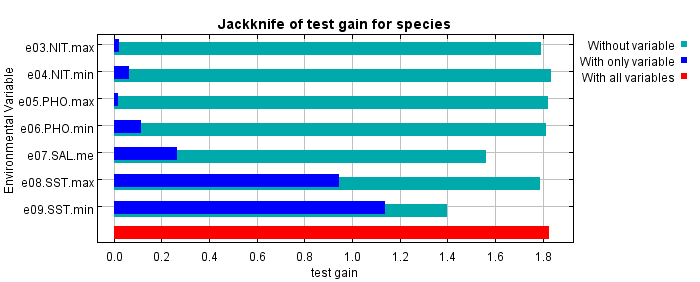 Jackknife of test gain for species
Environmental Variable
e03.NIT.max
e04.NIT.min
e05.PHO.max
e06.PHO.min
e07.SAL.me
e08.SST.max
e09.SST.min
0.0 0.2 0.4 0.6 0.8 1.0 1.2 1.4 1.6 1.8
test gain
Without variable
With only variable
With all variables